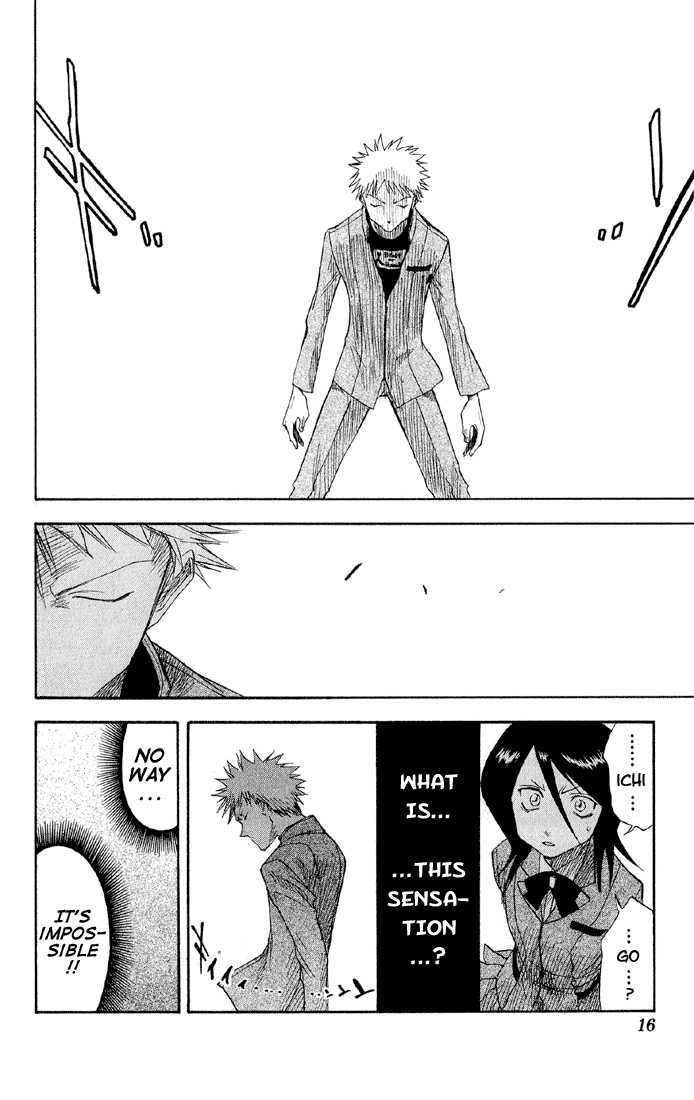 ......
ICHI
...
......
GO
...
?
WHAT
IS...
...THIS
SENSA-
TION
...?
NO
WAY
...
IT'S
IMPOS-
SIBLE
!!
16